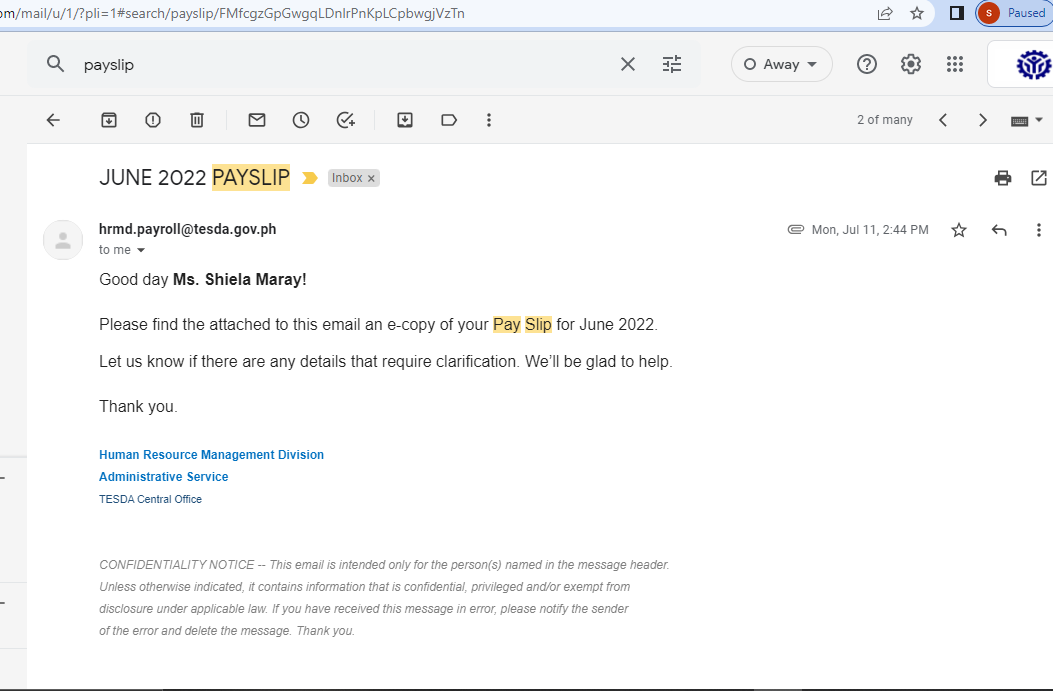 om/mail/u/1/?pli=1#search/payslip/FMfcgzGpGwgqLDnlrPnKpLCpbwgjVzTn
S Paused
payslip
Away
2 of many
JUNE 2022 PAYSLIP Inbox ×
hrmd.payroll@tesda.gov.ph Mon, Jul 11, 2:44 PM
to me
Good day Ms. Shiela Maray!
Please find the attached to this email an e-copy of your Pay Slip for June 2022.
Let us know if there are any details that require clarification. We’ll be glad to help.
Thank you.
Human Resource Management Division
Administrative Service
TESDA Central Office
CONFIDENTIALITY NOTICE -- This email is intended only for the person(s) named in the message header.
Unless otherwise indicated, it contains information that is confidential, privileged and/or exempt from
disclosure under applicable law. If you have received this message in error, please notify the sender
of the error and delete the message. Thank you.